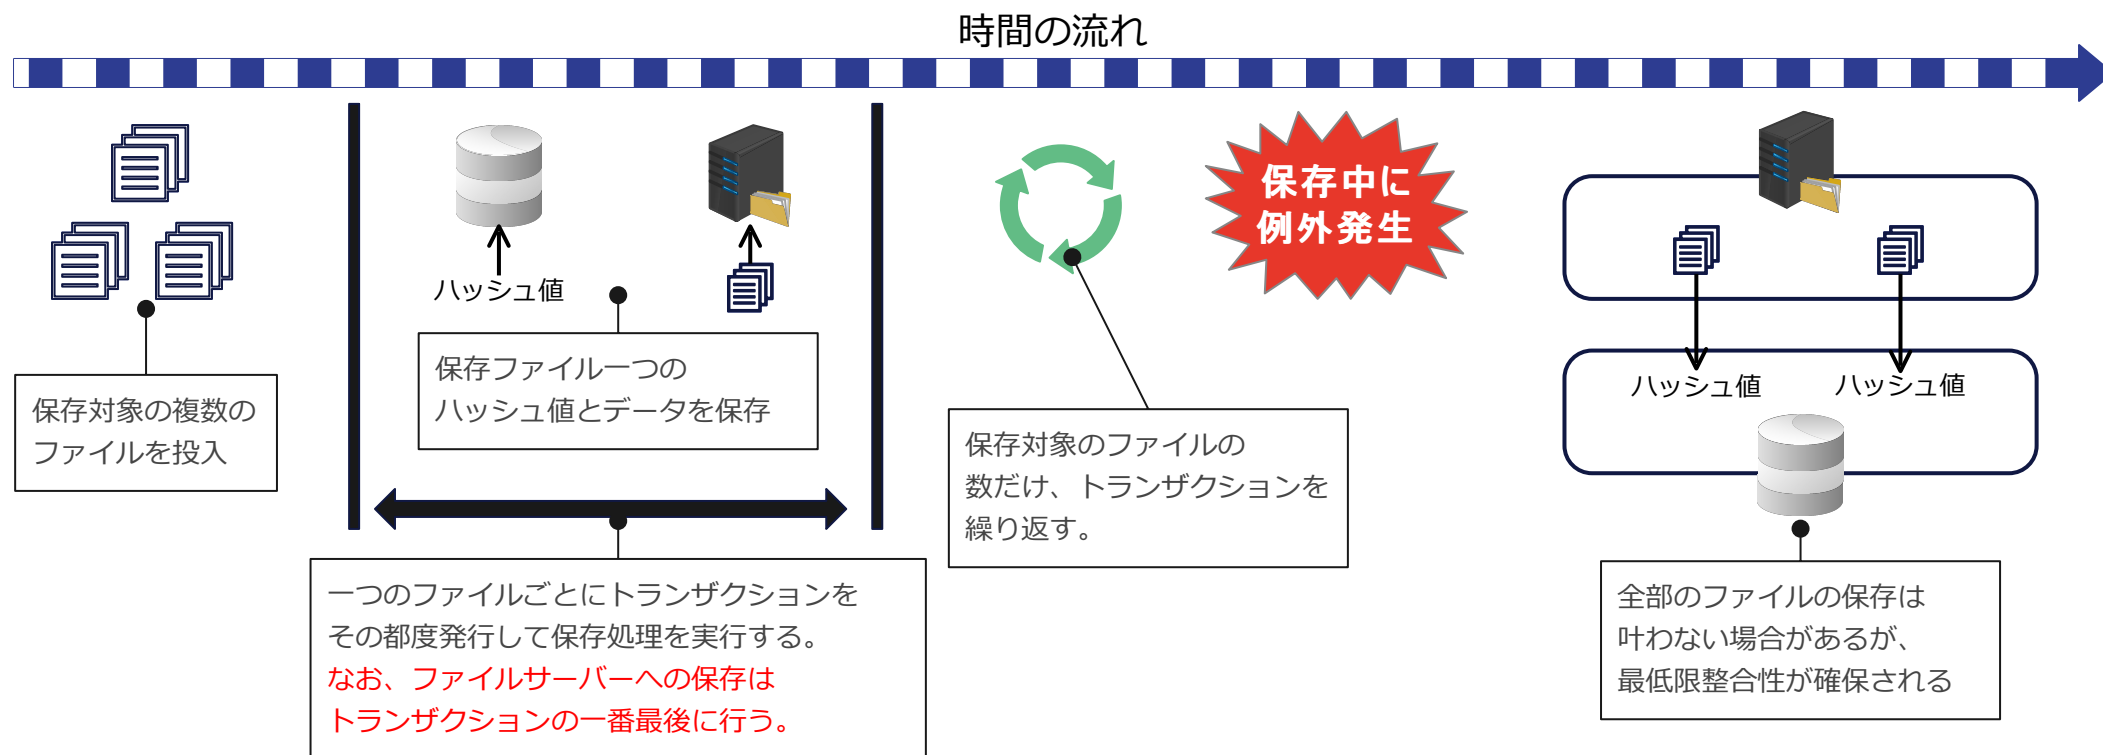 時間の流れ
保存対象の複数の
ファイルを投入
ハッシュ値
保存ファイル一つの
ハッシュ値とデータを保存
一つのファイルごとにトランザクションを
その都度発行して保存処理を実行する。
なお、ファイルサーバーへの保存は
トランザクションの一番最後に行う。
保存対象のファイルの
数だけ、トランザクションを
繰り返す。
保存中に
例外発生
ハッシュ値
ハッシュ値
全部のファイルの保存は
叶わない場合があるが、
最低限整合性が確保される